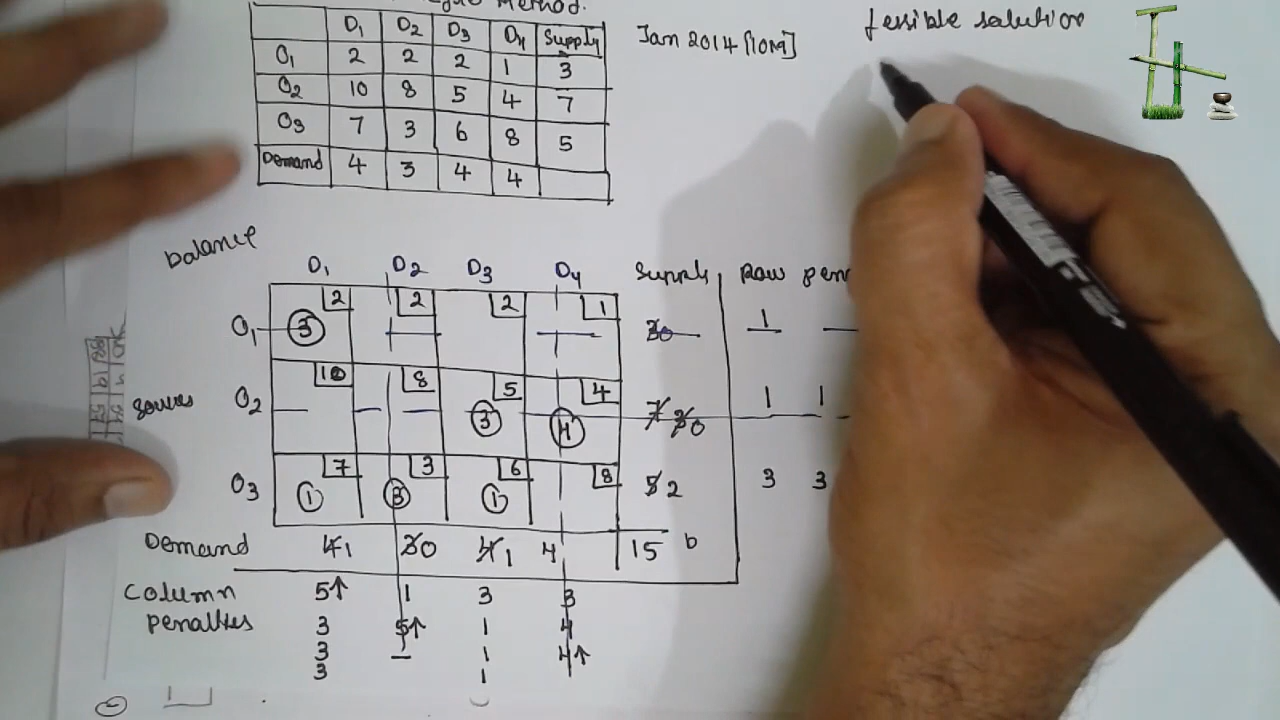 Method.
D1 D2 D3 D4 Supply
O1 2 2 2 1 3
O2 10 8 5 4 7
O3 7 3 6 8 5
Demand 4 3 4 4
Jan 2014 [10M]
fessible solution
balance
D1 D2 D3 D4 Supply Row pen
O1 3 2 2 2 1 30 1 —
O2 10 8 3 5 4 4 7 3 0 1 1
O3 1 7 3 3 1 6 8 5 2 3 3
Demand 4 1 3 0 4 1 4 15 b
Column 5↑ 1 3 3
penalties 3 5↑ 1 4
3 — 1 4↑
3 1